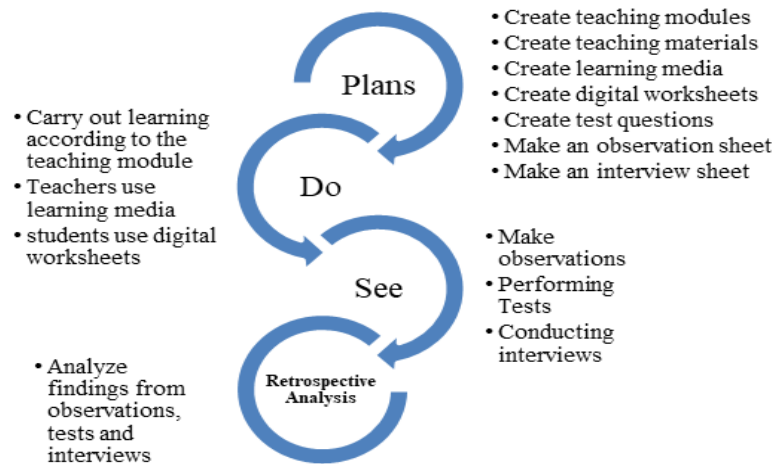 Plans
• Create teaching modules
• Create teaching materials
• Create learning media
• Create digital worksheets
• Create test questions
• Make an observation sheet
• Make an interview sheet
Do
• Carry out learning
according to the
teaching module
• Teachers use
learning media
• students use digital
worksheets
See
• Make
observations
• Performing
Tests
• Conducting
interviews
Retrospective
Analysis
• Analyze
findings from
observations,
tests and
interviews